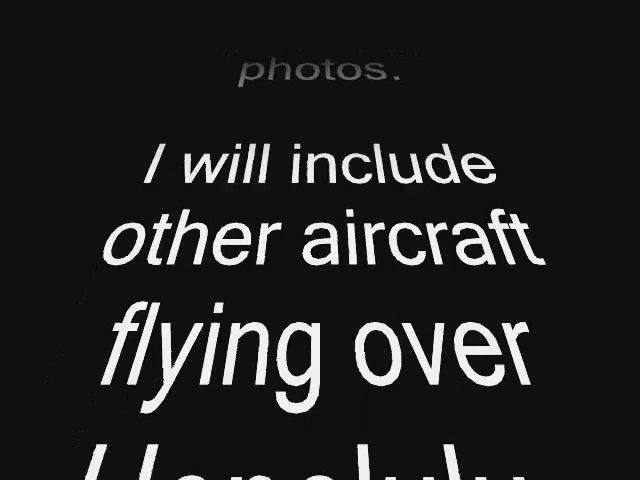 photos.
I will include
other aircraft
flying over